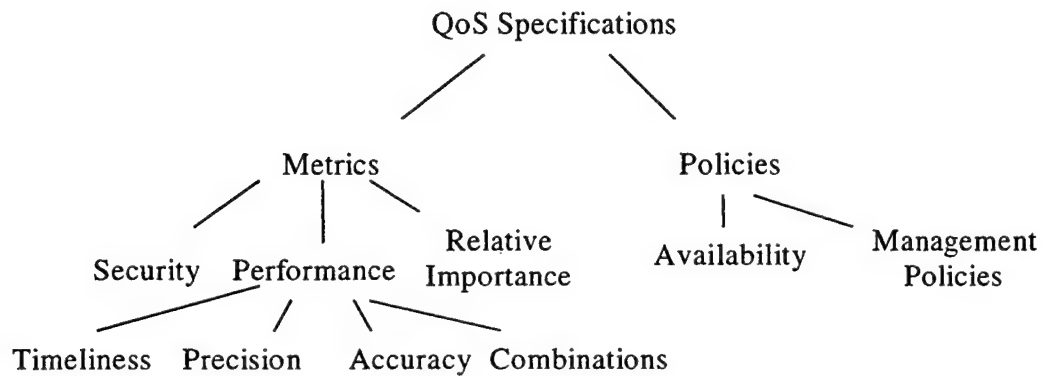 QoS Specifications
Metrics
Policies
Security
Performance
Relative
Importance
Availability
Management
Policies
Timeliness
Precision
Accuracy
Combinations